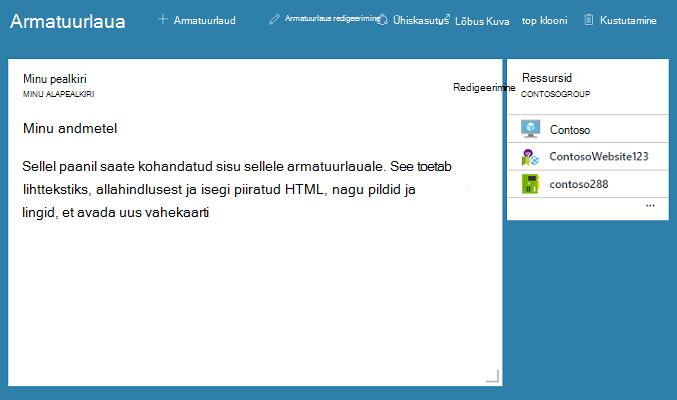 Armatuurlaua
Armatuurlaud
Armatuurlaua redigeerimine
Ühiskasutus
Lõbus Kuva
top klooni
Kustutamine
Minu pealkiri
MINU ALAPEALKIRI
Redigeerimine
Minu andmetel
Sellel paanil saate kohandatud sisu sellele armatuurlauale. See toetab
lihttekstiks, allahindlusest ja isegi piiratud HTML, nagu pildid ja
lingid, et avada uus vahekaarti
Ressursid
CONTOSOGROUP
Contoso
ContosoWebsite123
contoso288
...